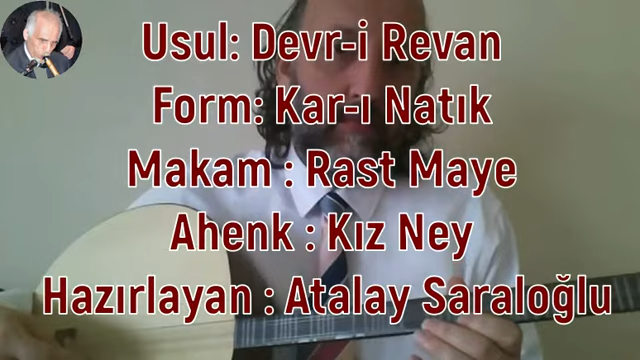 Usul: Devr-i Revan
Form: Kar-ı Natık
Makam : Rast Maye
Ahenk : Kız Ney
Hazırlayan : Atalay Saraloğlu